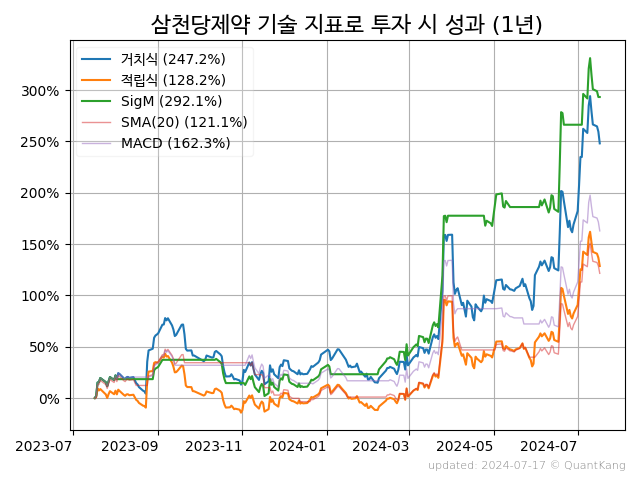 삼천당제약 기술 지표로 투자 시 성과 (1년)
거치식 (247.2%)
적립식 (128.2%)
SigM (292.1%)
SMA(20) (121.1%)
MACD (162.3%)
300%
250%
200%
150%
100%
50%
0%
2023-07 2023-09 2023-11 2024-01 2024-03 2024-05 2024-07
updated: 2024-07-17 © QuantKang